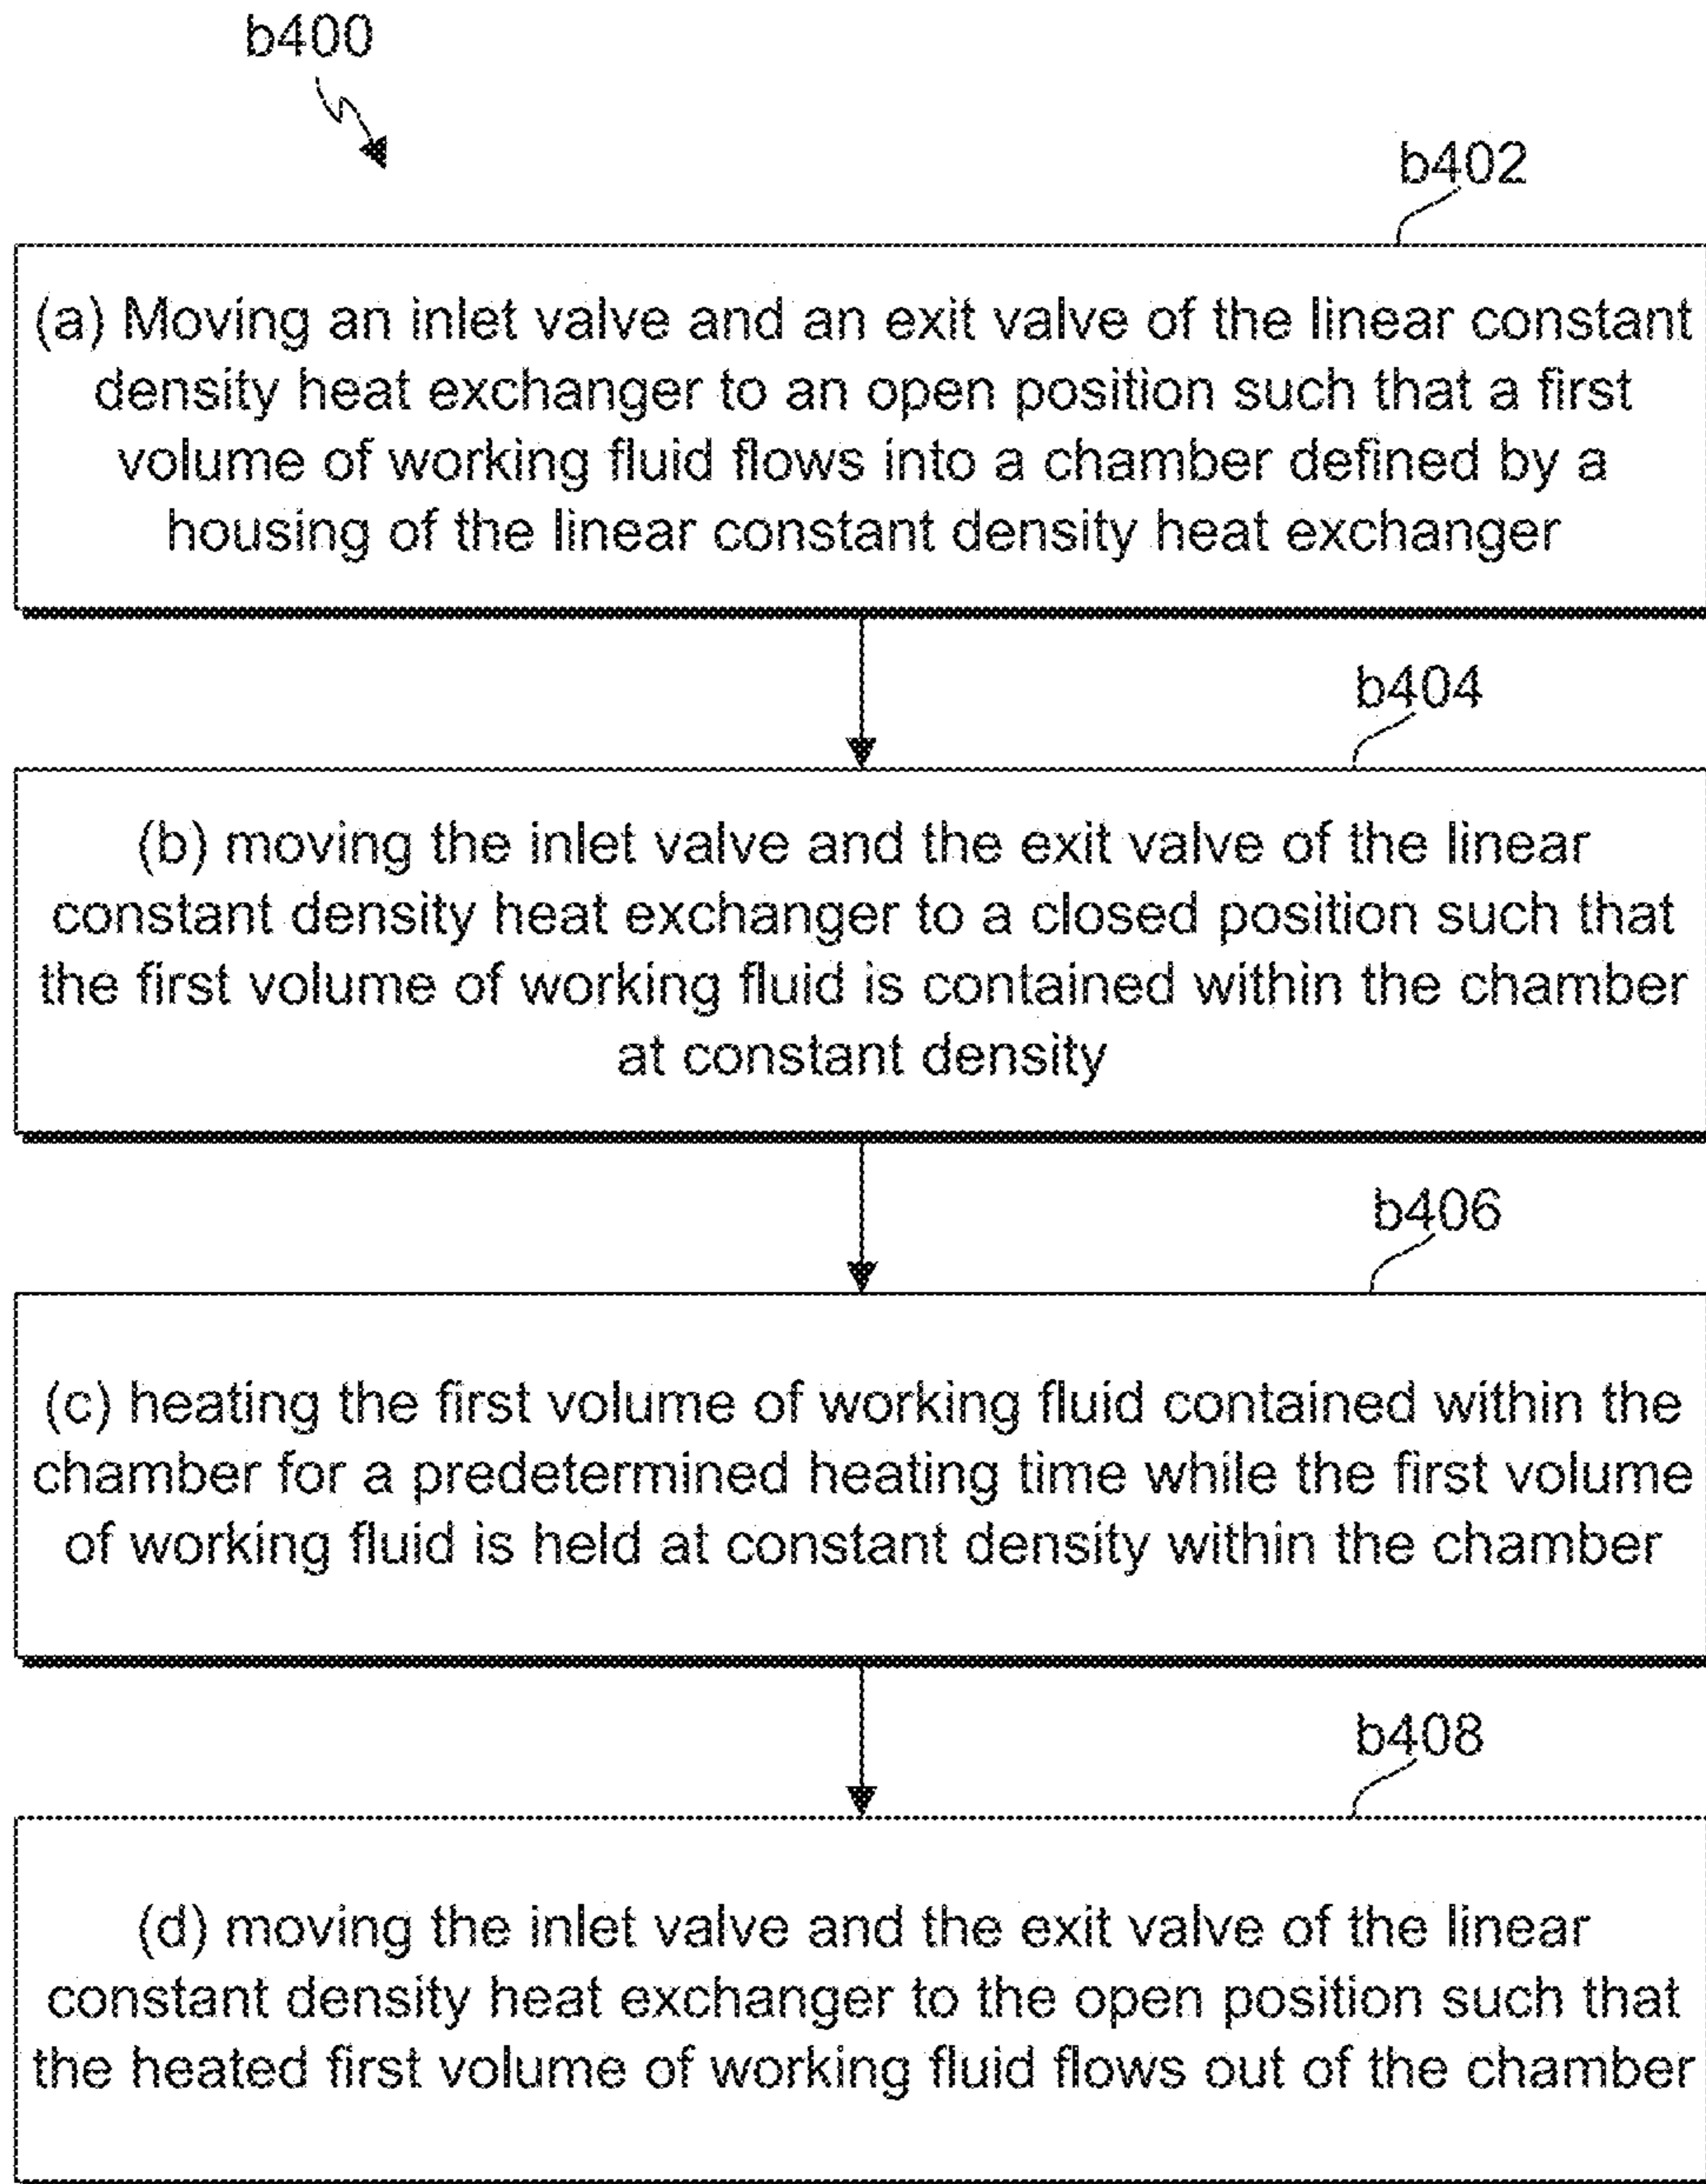 b400
b402
(a) Moving an inlet valve and an exit valve of the linear constant
density heat exchanger to an open position such that a first
volume of working fluid flows into a chamber defined by a
housing of the linear constant density heat exchanger
b404
(b) moving the inlet valve and the exit valve of the linear
constant density heat exchanger to a closed position such that
the first volume of working fluid is contained within the chamber
at constant density
b406
(c) heating the first volume of working fluid contained within the
chamber for a predetermined heating time while the first volume
of working fluid is held at constant density within the chamber
b408
(d) moving the inlet valve and the exit valve of the linear
constant density heat exchanger to the open position such that
the heated first volume of working fluid flows out of the chamber